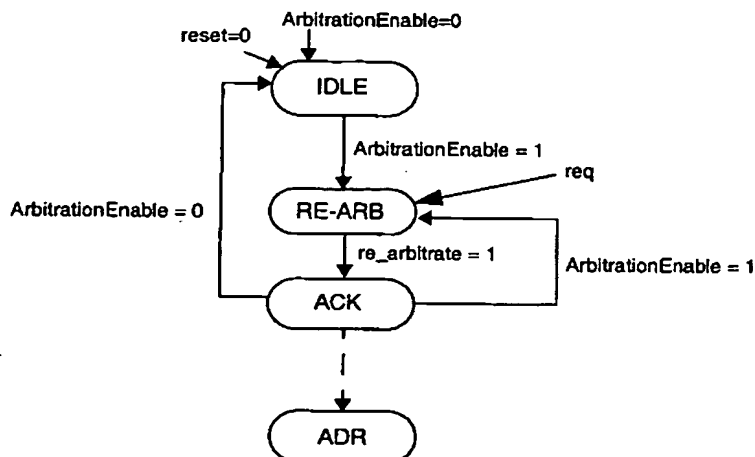 ArbitrationEnable=0
reset=0
IDLE
ArbitrationEnable = 1
req
ArbitrationEnable = 0
RE-ARB
re_arbitrate = 1
ArbitrationEnable = 1
ACK
ADR